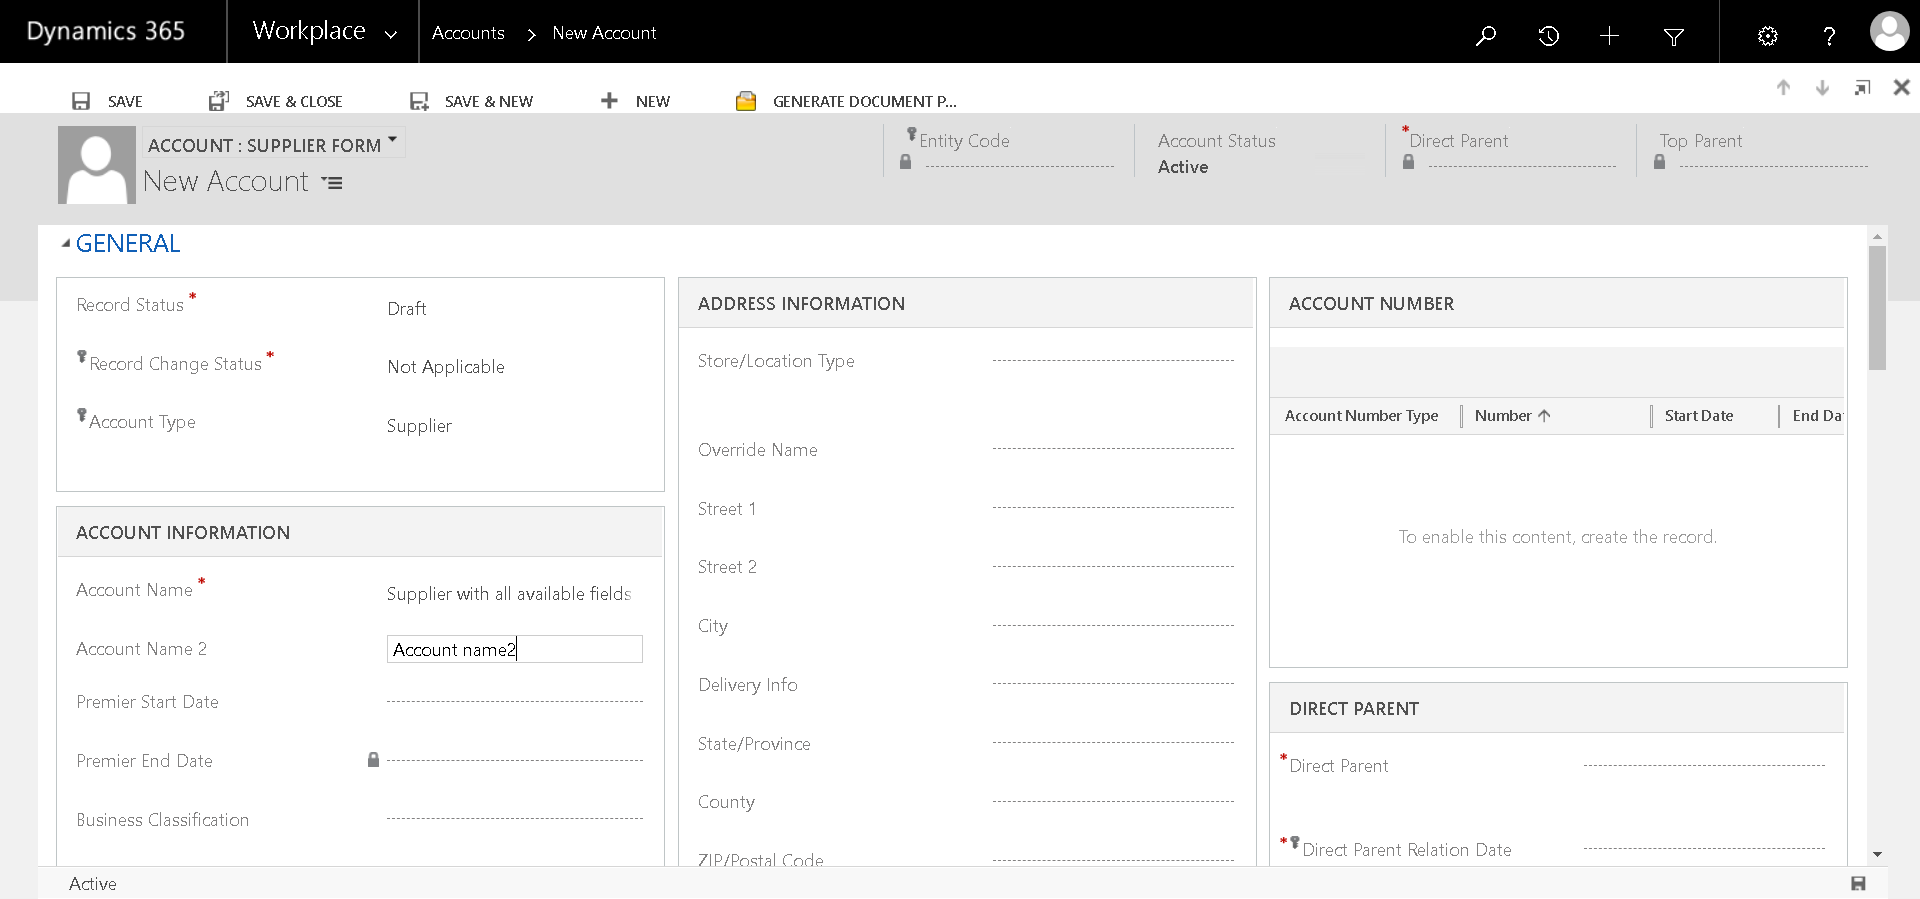 Dynamics 365
Workplace
Accounts > New Account
?
SAVE
SAVE & CLOSE
SAVE & NEW
NEW
GENERATE DOCUMENT P...
ACCOUNT : SUPPLIER FORM
New Account
Entity Code
Account Status
Active
*Direct Parent
Top Parent
GENERAL
Record Status *
Draft
Record Change Status *
Not Applicable
Account Type
Supplier
ACCOUNT INFORMATION
Account Name *
Supplier with all available fields
Account Name 2
Account name2
Premier Start Date
Premier End Date
Business Classification
ADDRESS INFORMATION
Store/Location Type
Override Name
Street 1
Street 2
City
Delivery Info
State/Province
County
ZIP/Postal Code
ACCOUNT NUMBER
Account Number Type
Number
Start Date
End Da
To enable this content, create the record.
DIRECT PARENT
*Direct Parent
*Direct Parent Relation Date
Active